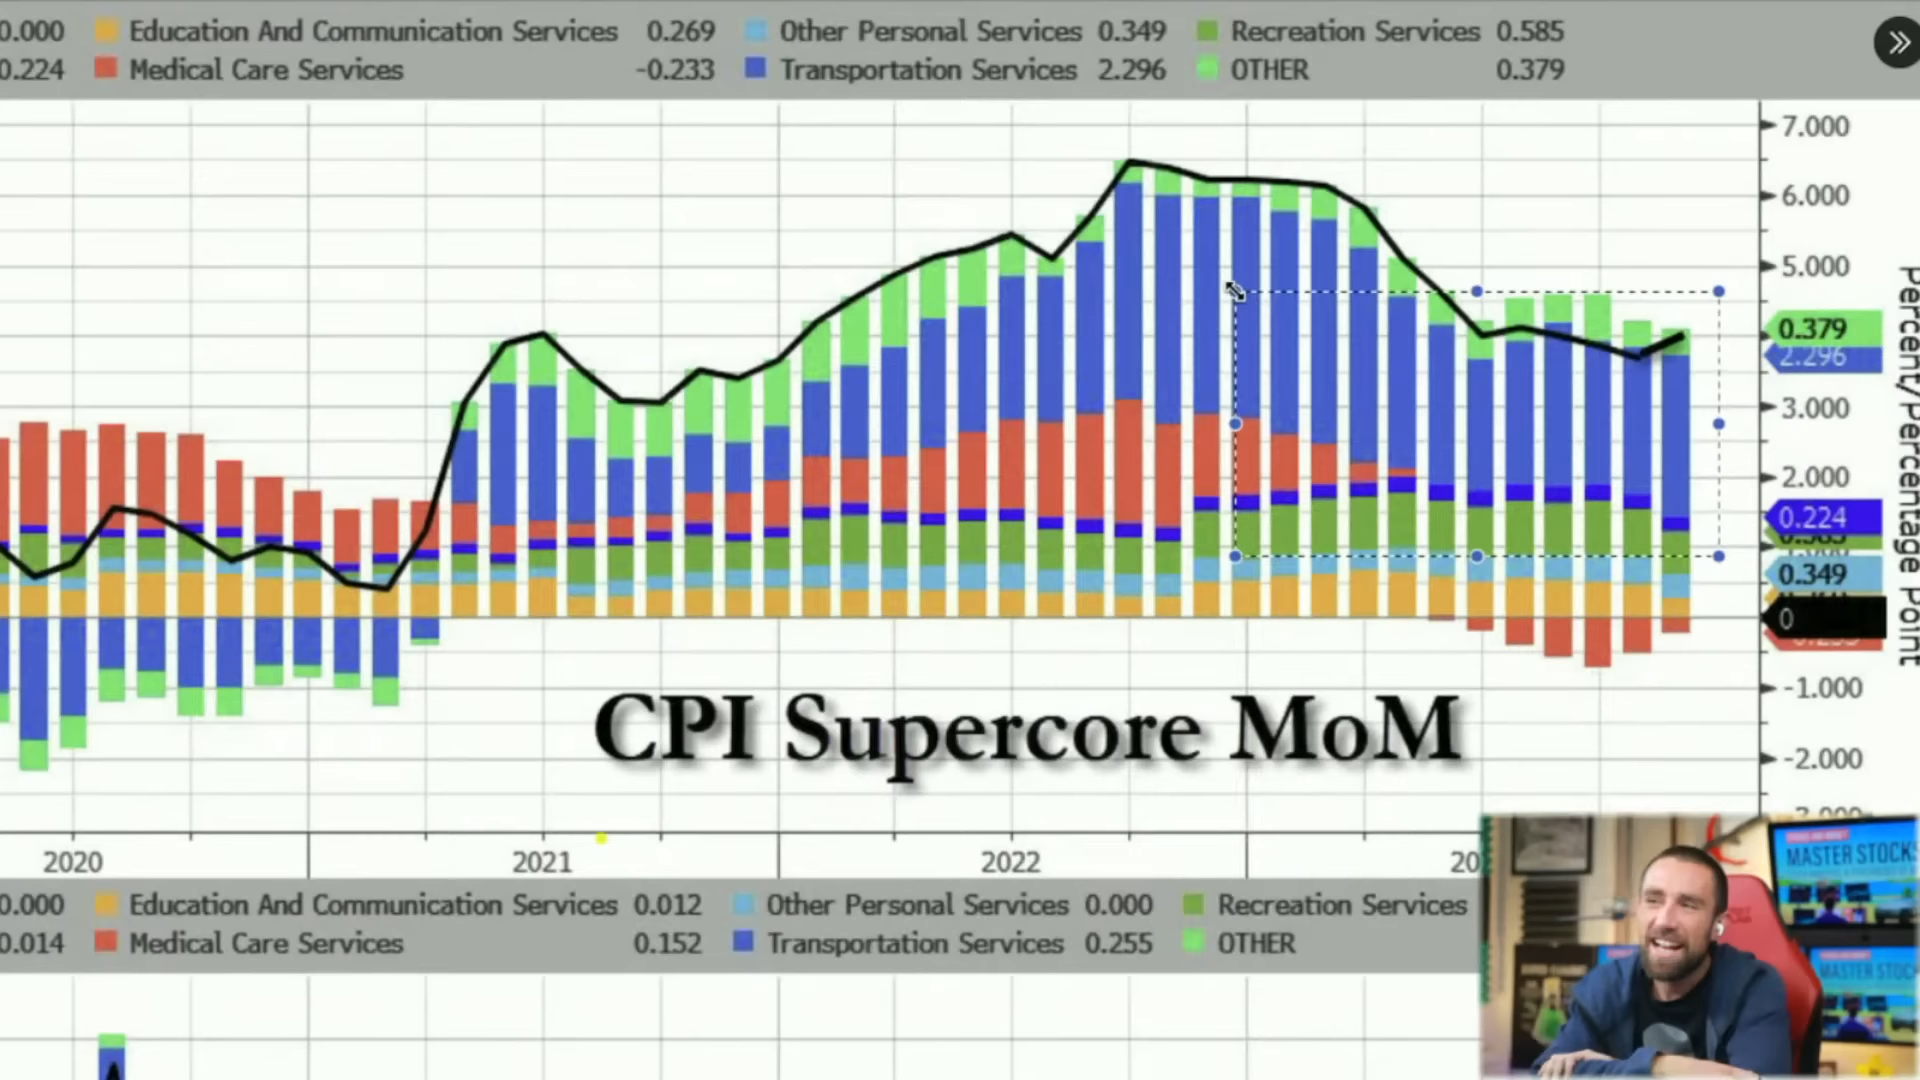 0.000 Education And Communication Services 0.269 Other Personal Services 0.349 Recreation Services 0.585
0.224 Medical Care Services -0.233 Transportation Services 2.296 OTHER 0.379
7.000
6.000
5.000
0.379
2.296
3.000
2.000
0.224
0.349
0
-1.000
-2.000
Percent/Percentage Point
CPI Supercore MoM
2020 2021 2022
0.000 Education And Communication Services 0.012 Other Personal Services 0.000 Recreation Services
0.014 Medical Care Services 0.152 Transportation Services 0.255 OTHER
MASTER STOCKS
MASTER STOCK